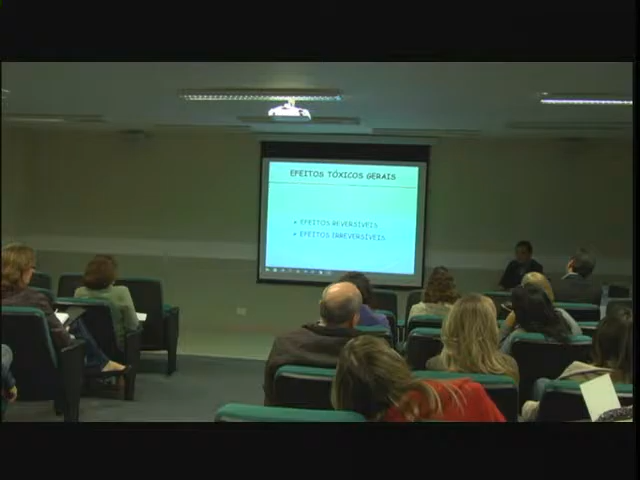 EFEITOS TÓXICOS GERAIS
• EFEITOS REVERSÍVEIS
• EFEITOS IRREVERSÍVEIS